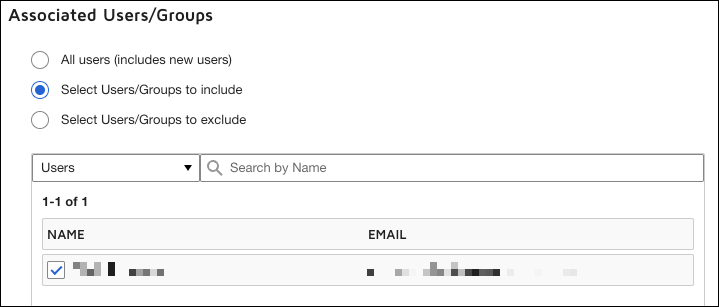 Associated Users/Groups
All users (includes new users)
Select Users/Groups to include
Select Users/Groups to exclude
Users
Search by Name
1-1 of 1
NAME EMAIL